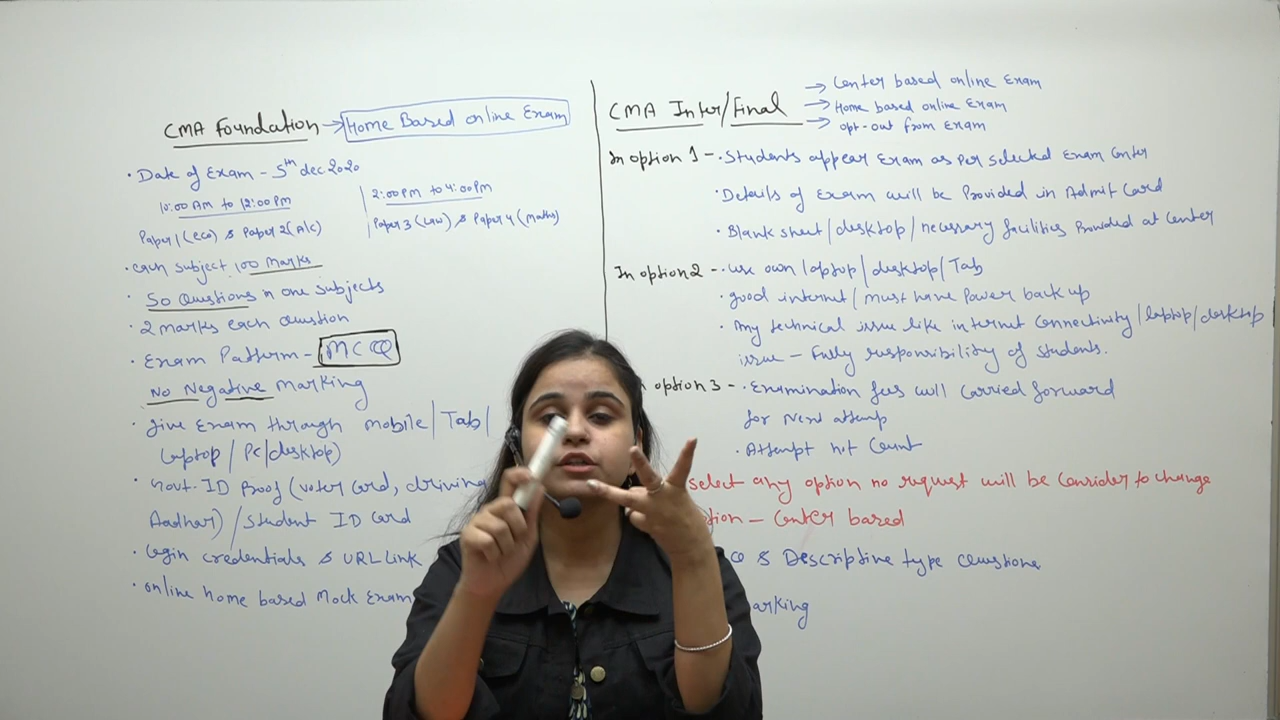 CMA Foundation → Home Based online Exam
• Date of Exam - 5th dec 2020
10:00 AM to 12:00 PM
Paper 1 (eco) & Paper 2 (A/c)
2:00 PM to 4:00 PM
Paper 3 (Law) & Paper 4 (Maths)
• each subject 100 Marks
• 50 Questions in one subjects
• 2 marks each question
• Exam Pattern - MCQ
No Negative Marking
• give Exam through mobile/Tab/
Laptop/Pc/desktop)
• Govt. ID Proof (voter card, driving
Aadhar) / Student ID Card
• login credentials & URL Link
• online home based Mock Exam
CMA Inter/Final
→ Center based online Exam
→ Home based online Exam
→ opt-out from Exam
In option 1 - • Students appear Exam as per selected Exam Center
• Details of Exam will be Provided in Admit Card
• Blank sheet/desktop/necessary facilities Provided at Center
In option 2 - • use own laptop/desktop/Tab
• good internet/must have Power back up
• Any technical issue like internet Connectivity/laptop/desktop
issue - Fully responsibility of students.
option 3 - • Examination fees will carried forward
for Next attemp
• Attempt not Count
select any option no request will be Consider to change
tion - Center based
& Descriptive type questions
arking